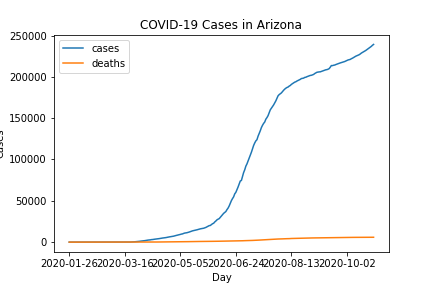 COVID-19 Cases in Arizona
cases
deaths
250000
200000
150000
100000
50000
0
Cases
2020-01-26 2020-03-16 2020-05-05 2020-06-24 2020-08-13 2020-10-02
Day